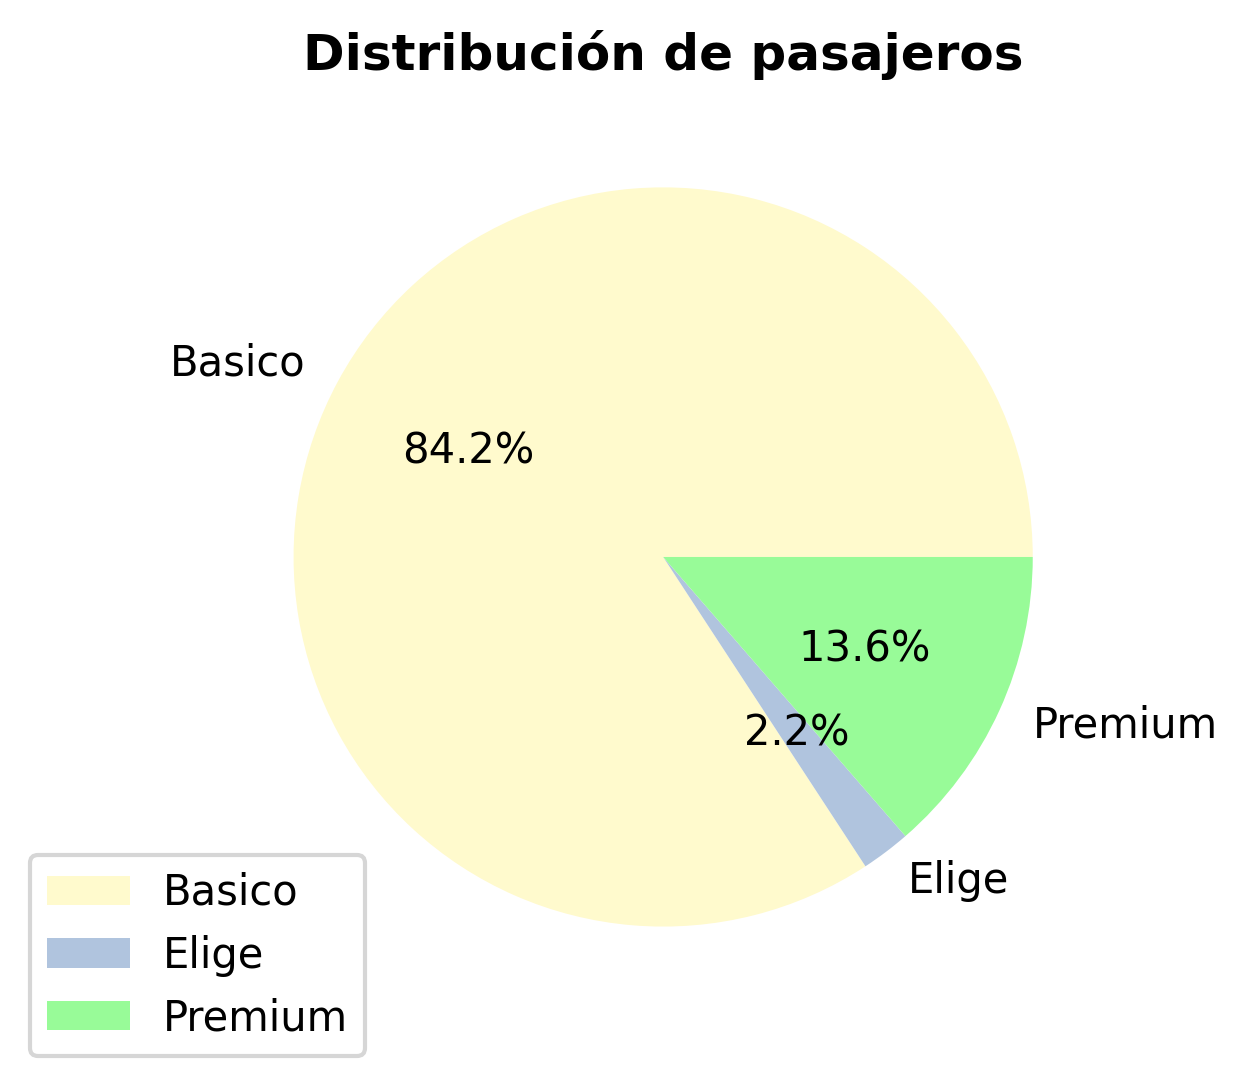 Distribución de pasajeros
Basico
84.2%
13.6%
Premium
2.2%
Elige
Basico
Elige
Premium